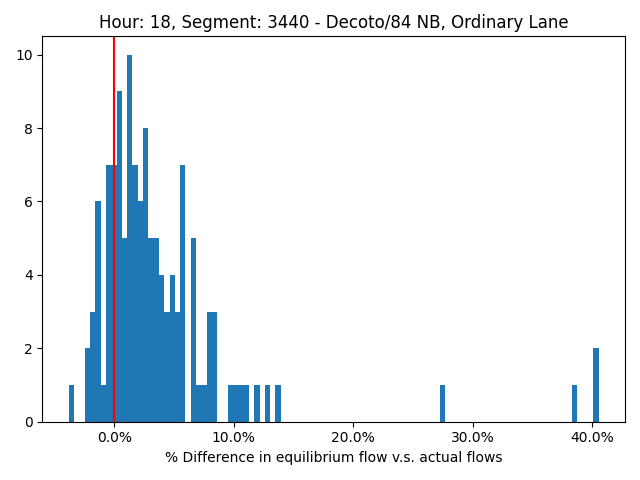 Hour: 18, Segment: 3440 - Decoto/84 NB, Ordinary Lane
10
8
6
4
2
0
0.0% 10.0% 20.0% 30.0% 40.0%
% Difference in equilibrium flow v.s. actual flows